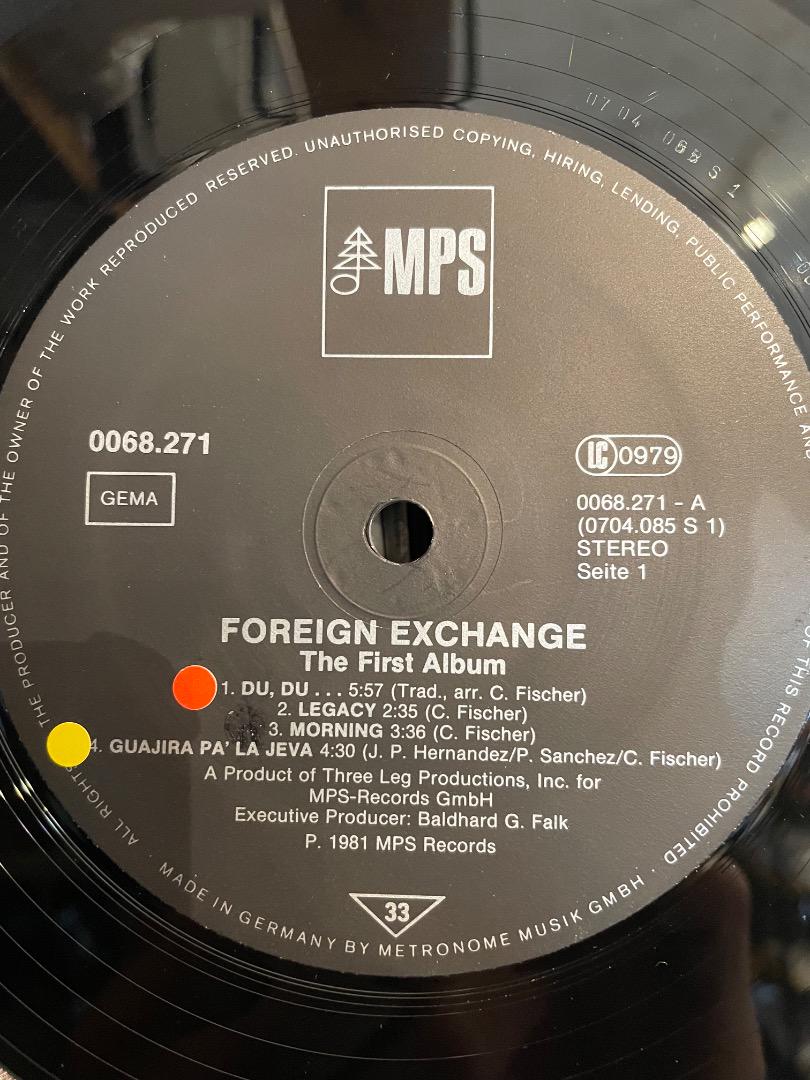 07 04 085 S 1
ALL RIGHTS THE PRODUCER AND OF THE OWNER OF THE WORK REPRODUCED RESERVED. UNAUTHORISED COPYING, HIRING, LENDING, PUBLIC PERFORMANCE AND OF THIS RECORD PROHIBITED ·
MPS
0068.271
GEMA
LC 0979
0068.271 - A
(0704.085 S 1)
STEREO
Seite 1
FOREIGN EXCHANGE
The First Album
1. DU, DU . . . 5:57 (Trad., arr. C. Fischer)
2. LEGACY 2:35 (C. Fischer)
3. MORNING 3:36 (C. Fischer)
4. GUAJIRA PA' LA JEVA 4:30 (J. P. Hernandez/P. Sanchez/C. Fischer)
A Product of Three Leg Productions, Inc. for
MPS-Records GmbH
Executive Producer: Baldhard G. Falk
P. 1981 MPS Records
33
· MADE IN GERMANY BY METRONOME MUSIK GMBH ·